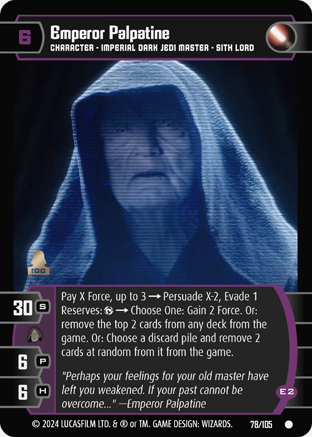 6
Emperor Palpatine
CHARACTER • IMPERIAL DARK JEDI MASTER • SITH LORD
100
30 S
Pay X Force, up to 3 → Persuade X-2, Evade 1
Reserves: → Choose One: Gain 2 Force. Or:
remove the top 2 cards from any deck from the
game. Or: Choose a discard pile and remove 2
cards at random from it from the game.
6 P
6 H
"Perhaps your feelings for your old master have
left you weakened. If your past cannot be
overcome..." —Emperor Palpatine
E2
© 2024 LUCASFILM LTD. & ® OR TM. GAME DESIGN: WIZARDS.
78/105